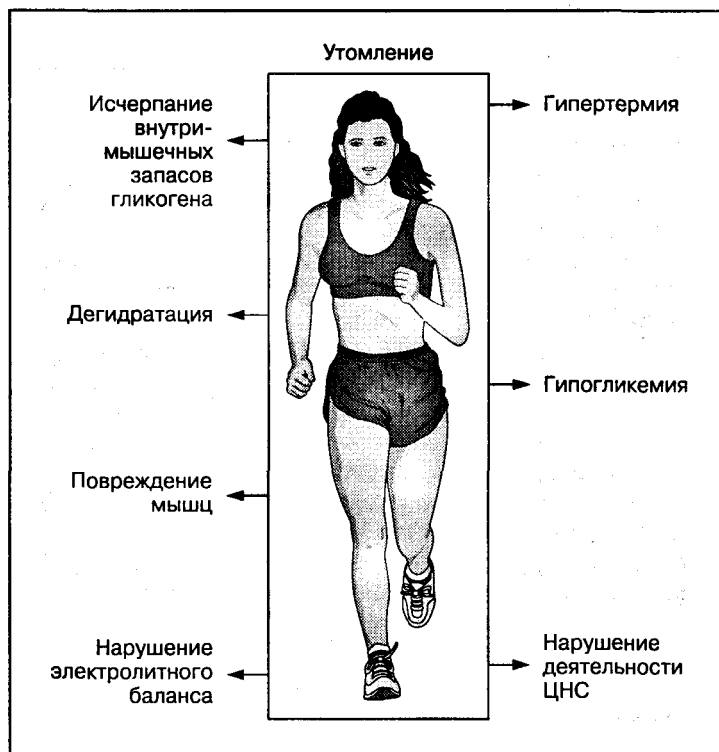 Утомление
Исчерпание
внутри-
мышечных
запасов
гликогена
Дегидратация
Повреждение
мышц
Нарушение
электролитного
баланса
Гипертермия
Гипогликемия
Нарушение
деятельности
ЦНС